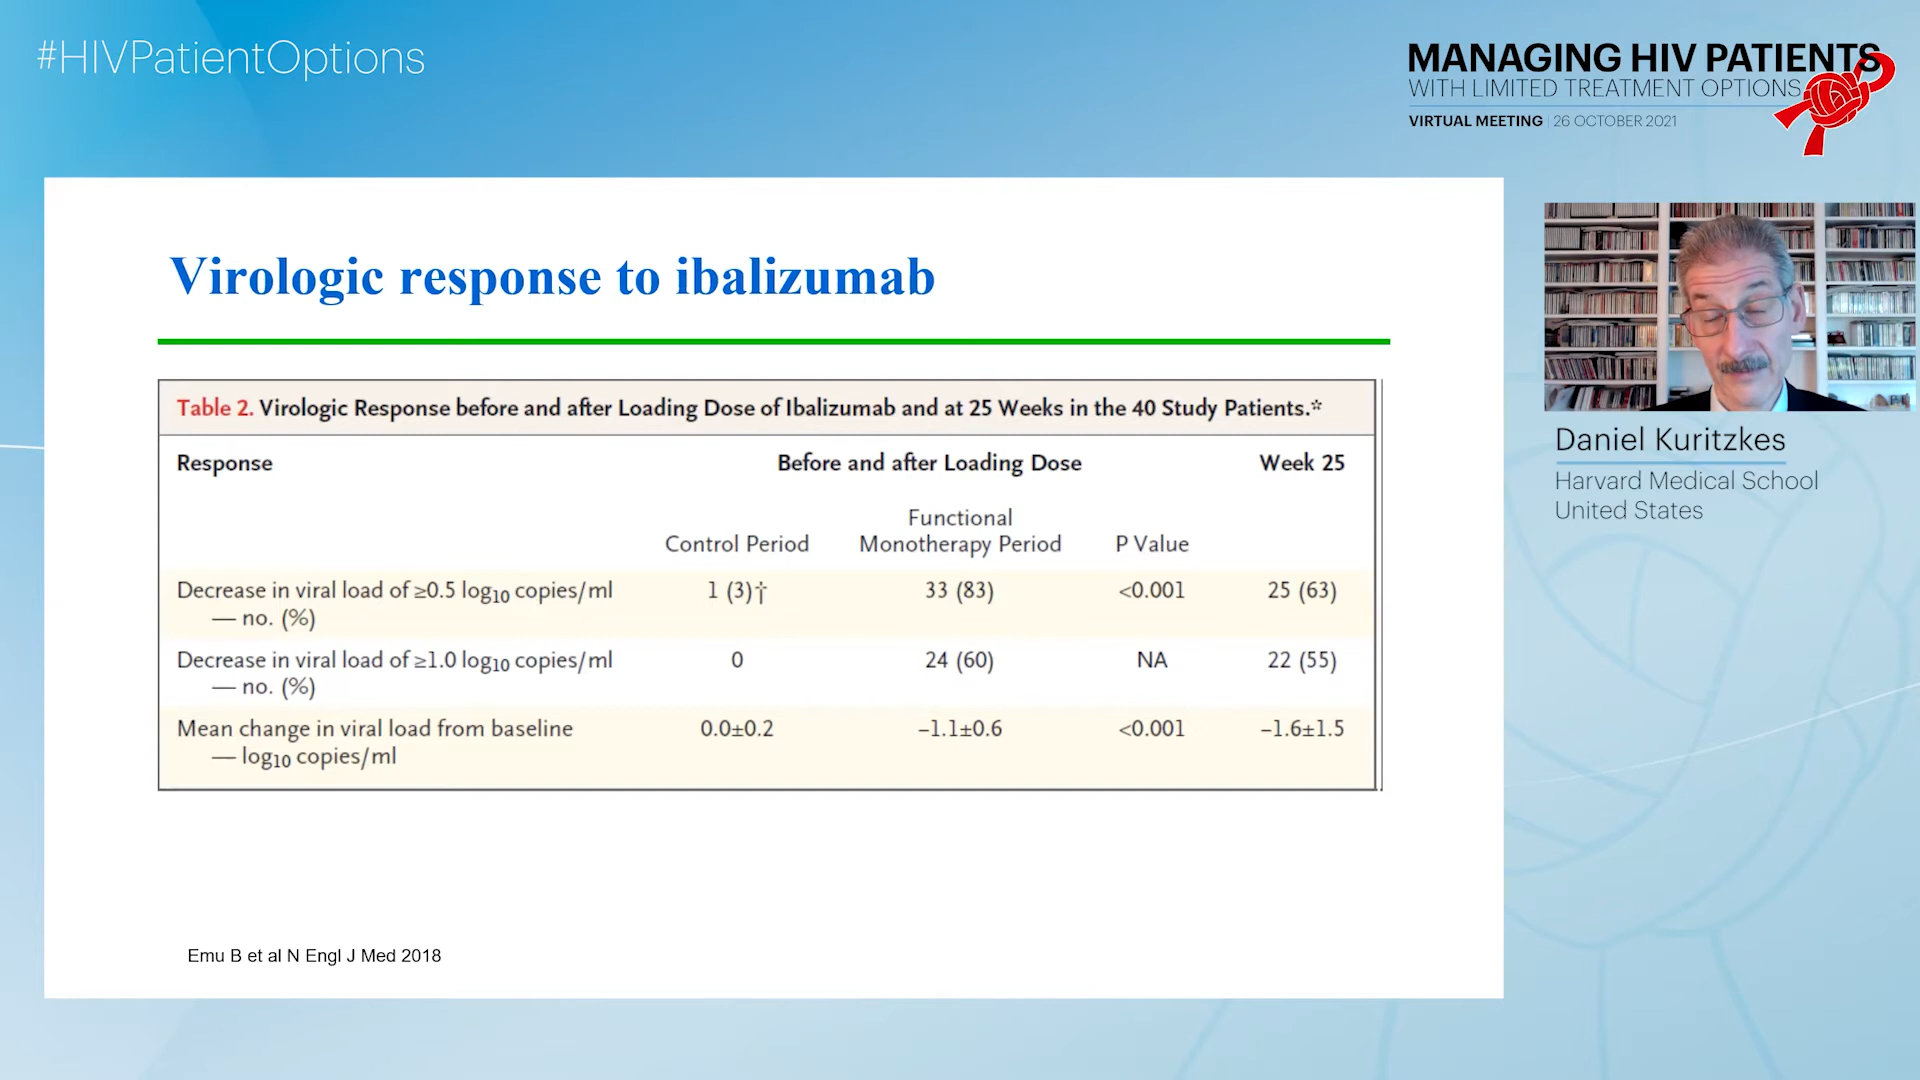 #HIVPatientOptions
MANAGING HIV PATIENTS
WITH LIMITED TREATMENT OPTIONS
VIRTUAL MEETING | 26 OCTOBER 2021
Virologic response to ibalizumab
Table 2. Virologic Response before and after Loading Dose of Ibalizumab and at 25 Weeks in the 40 Study Patients.*
Response Before and after Loading Dose Week 25
Functional
Control Period Monotherapy Period P Value
Decrease in viral load of ≥0.5 log10 copies/ml 1 (3)† 33 (83) <0.001 25 (63)
— no. (%)
Decrease in viral load of ≥1.0 log10 copies/ml 0 24 (60) NA 22 (55)
— no. (%)
Mean change in viral load from baseline 0.0±0.2 −1.1±0.6 <0.001 −1.6±1.5
— log10 copies/ml
Emu B et al N Engl J Med 2018
Daniel Kuritzkes
Harvard Medical School
United States